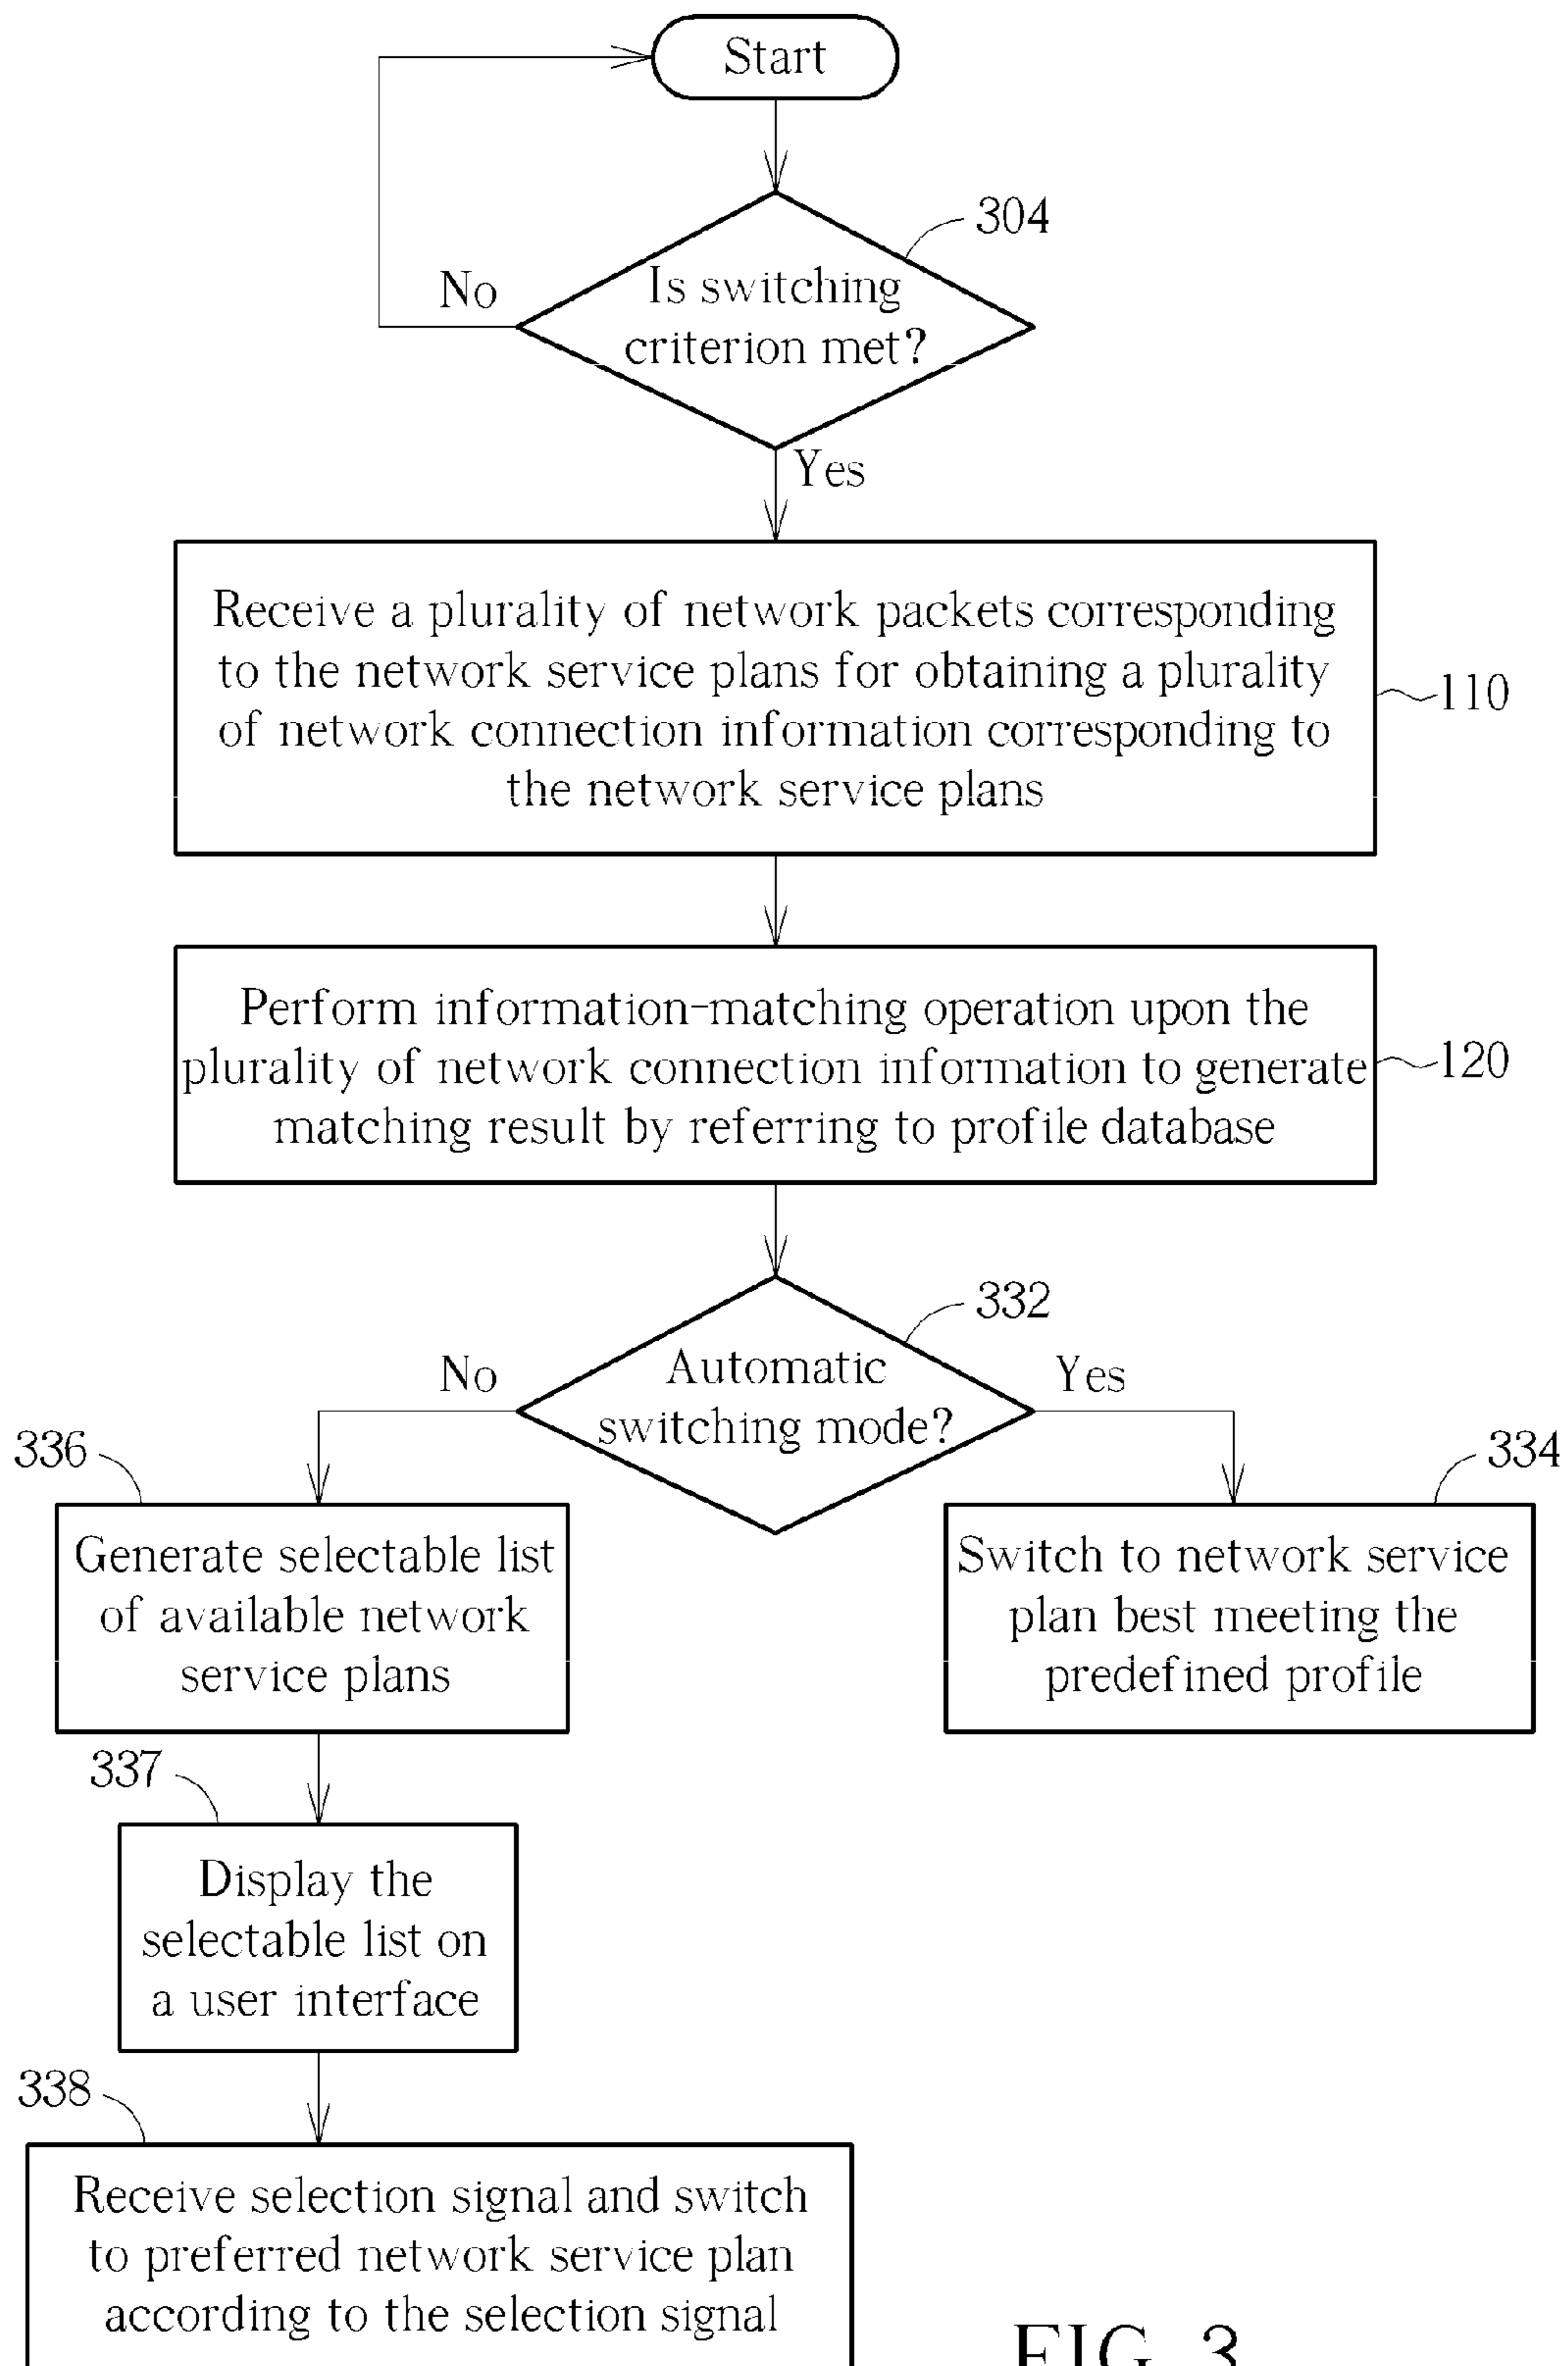 Start
304
Is switching
criterion met?
No
Yes
Receive a plurality of network packets corresponding
to the network service plans for obtaining a plurality
of network connection information corresponding to
the network service plans
110
Perform information-matching operation upon the
plurality of network connection information to generate
matching result by referring to profile database
120
332
Automatic
switching mode?
No
Yes
336
Generate selectable list
of available network
service plans
334
Switch to network service
plan best meeting the
predefined profile
337
Display the
selectable list on
a user interface
338
Receive selection signal and switch
to preferred network service plan
according to the selection signal
FIG. 3